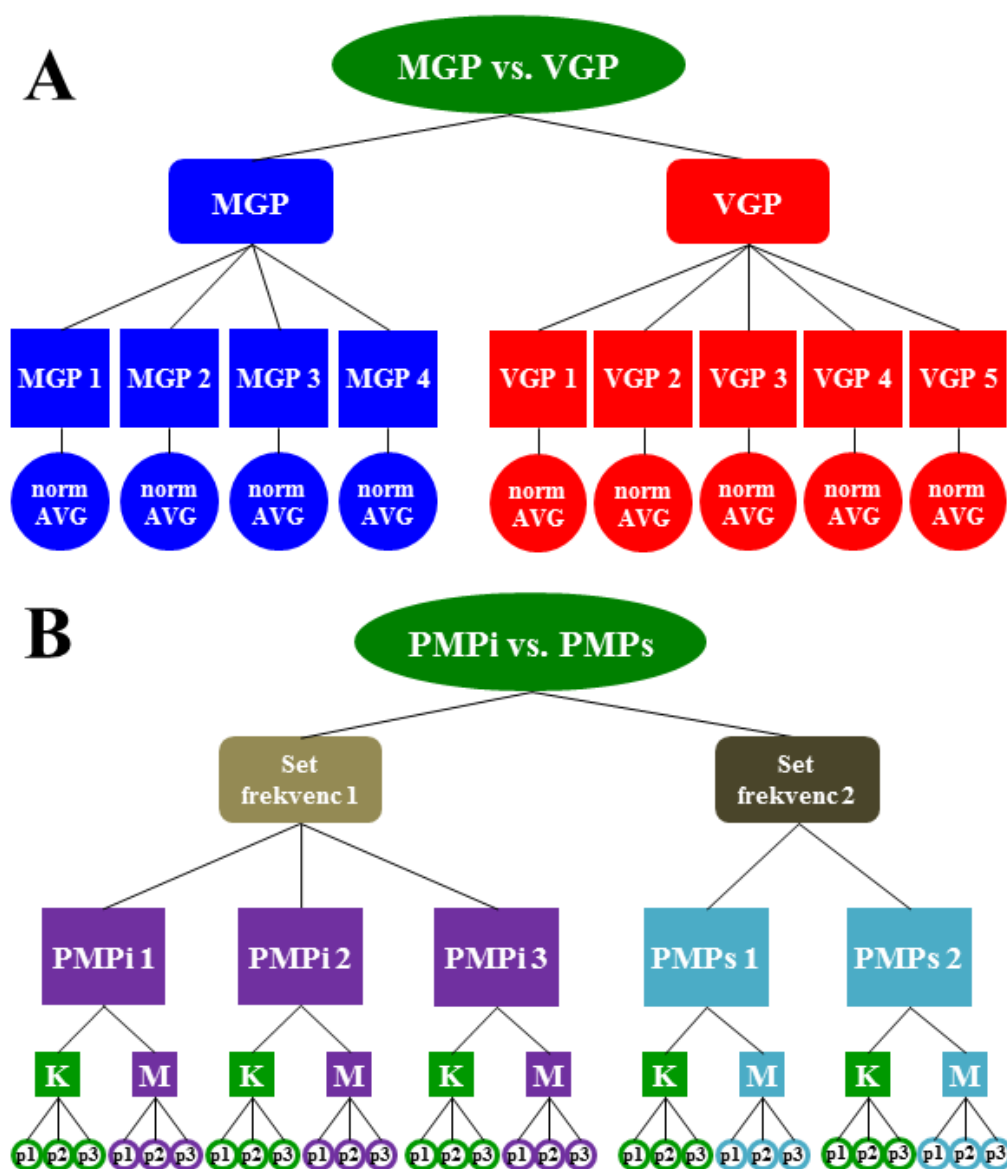 A
MGP vs. VGP
MGP
VGP
MGP 1
MGP 2
MGP 3
MGP 4
VGP 1
VGP 2
VGP 3
VGP 4
VGP 5
norm
AVG
norm
AVG
norm
AVG
norm
AVG
norm
AVG
norm
AVG
norm
AVG
norm
AVG
norm
AVG
B
PMPi vs. PMPs
Set
frekvenc 1
Set
frekvenc 2
PMPi 1
PMPi 2
PMPi 3
PMPs 1
PMPs 2
K
M
K
M
K
M
K
M
K
M
p1 p2 p3
p1 p2 p3
p1 p2 p3
p1 p2 p3
p1 p2 p3
p1 p2 p3
p1 p2 p3
p1 p2 p3
p1 p2 p3
p1 p2 p3